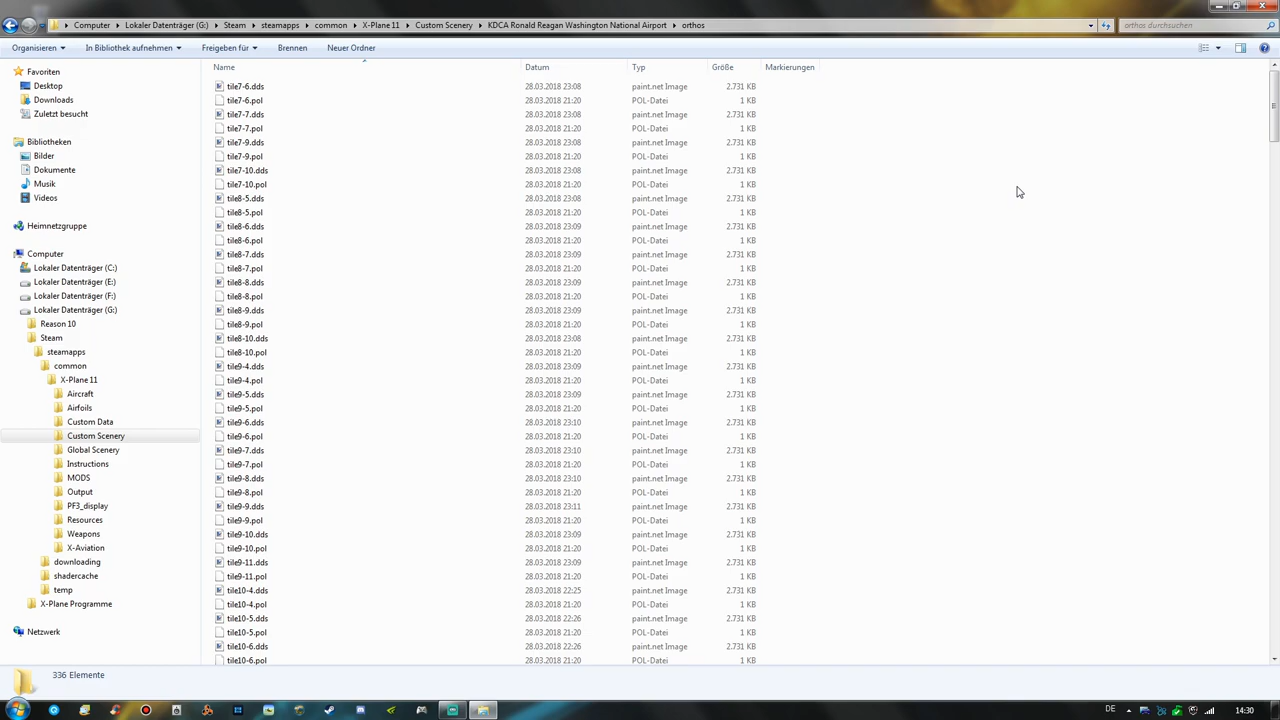 Computer ▸ Lokaler Datenträger (G:) ▸ Steam ▸ steamapps ▸ common ▸ X-Plane 11 ▸ Custom Scenery ▸ KDCA Ronald Reagan Washington National Airport ▸ orthos
orthos durchsuchen
Organisieren In Bibliothek aufnehmen Freigeben für Brennen Neuer Ordner
Name Datum Typ Größe Markierungen
Favoriten
Desktop
Downloads
Zuletzt besucht
Bibliotheken
Bilder
Dokumente
Musik
Videos
Heimnetzgruppe
Computer
Lokaler Datenträger (C:)
Lokaler Datenträger (E:)
Lokaler Datenträger (F:)
Lokaler Datenträger (G:)
Reason 10
Steam
steamapps
common
X-Plane 11
Aircraft
Airfoils
Custom Data
Custom Scenery
Global Scenery
Instructions
MODS
Output
PF3_display
Resources
Weapons
X-Aviation
downloading
shadercache
temp
X-Plane Programme
Netzwerk
tile7-6.dds 28.03.2018 23:08 paint.net Image 2.731 KB
tile7-6.pol 28.03.2018 21:20 POL-Datei 1 KB
tile7-7.dds 28.03.2018 23:08 paint.net Image 2.731 KB
tile7-7.pol 28.03.2018 21:20 POL-Datei 1 KB
tile7-9.dds 28.03.2018 23:08 paint.net Image 2.731 KB
tile7-9.pol 28.03.2018 21:20 POL-Datei 1 KB
tile7-10.dds 28.03.2018 23:08 paint.net Image 2.731 KB
tile7-10.pol 28.03.2018 21:20 POL-Datei 1 KB
tile8-5.dds 28.03.2018 23:08 paint.net Image 2.731 KB
tile8-5.pol 28.03.2018 21:20 POL-Datei 1 KB
tile8-6.dds 28.03.2018 23:09 paint.net Image 2.731 KB
tile8-6.pol 28.03.2018 21:20 POL-Datei 1 KB
tile8-7.dds 28.03.2018 23:09 paint.net Image 2.731 KB
tile8-7.pol 28.03.2018 21:20 POL-Datei 1 KB
tile8-8.dds 28.03.2018 23:09 paint.net Image 2.731 KB
tile8-8.pol 28.03.2018 21:20 POL-Datei 1 KB
tile8-9.dds 28.03.2018 23:09 paint.net Image 2.731 KB
tile8-9.pol 28.03.2018 21:20 POL-Datei 1 KB
tile8-10.dds 28.03.2018 23:08 paint.net Image 2.731 KB
tile8-10.pol 28.03.2018 21:20 POL-Datei 1 KB
tile9-4.dds 28.03.2018 23:09 paint.net Image 2.731 KB
tile9-4.pol 28.03.2018 21:20 POL-Datei 1 KB
tile9-5.dds 28.03.2018 23:09 paint.net Image 2.731 KB
tile9-5.pol 28.03.2018 21:20 POL-Datei 1 KB
tile9-6.dds 28.03.2018 23:10 paint.net Image 2.731 KB
tile9-6.pol 28.03.2018 21:20 POL-Datei 1 KB
tile9-7.dds 28.03.2018 23:10 paint.net Image 2.731 KB
tile9-7.pol 28.03.2018 21:20 POL-Datei 1 KB
tile9-8.dds 28.03.2018 23:10 paint.net Image 2.731 KB
tile9-8.pol 28.03.2018 21:20 POL-Datei 1 KB
tile9-9.dds 28.03.2018 23:11 paint.net Image 2.731 KB
tile9-9.pol 28.03.2018 21:20 POL-Datei 1 KB
tile9-10.dds 28.03.2018 23:09 paint.net Image 2.731 KB
tile9-10.pol 28.03.2018 21:20 POL-Datei 1 KB
tile9-11.dds 28.03.2018 23:09 paint.net Image 2.731 KB
tile9-11.pol 28.03.2018 21:20 POL-Datei 1 KB
tile10-4.dds 28.03.2018 22:25 paint.net Image 2.731 KB
tile10-4.pol 28.03.2018 21:20 POL-Datei 1 KB
tile10-5.dds 28.03.2018 22:26 paint.net Image 2.731 KB
tile10-5.pol 28.03.2018 21:20 POL-Datei 1 KB
tile10-6.dds 28.03.2018 22:26 paint.net Image 2.731 KB
tile10-6.pol 28.03.2018 21:20 POL-Datei 1 KB
336 Elemente
DE 14:30